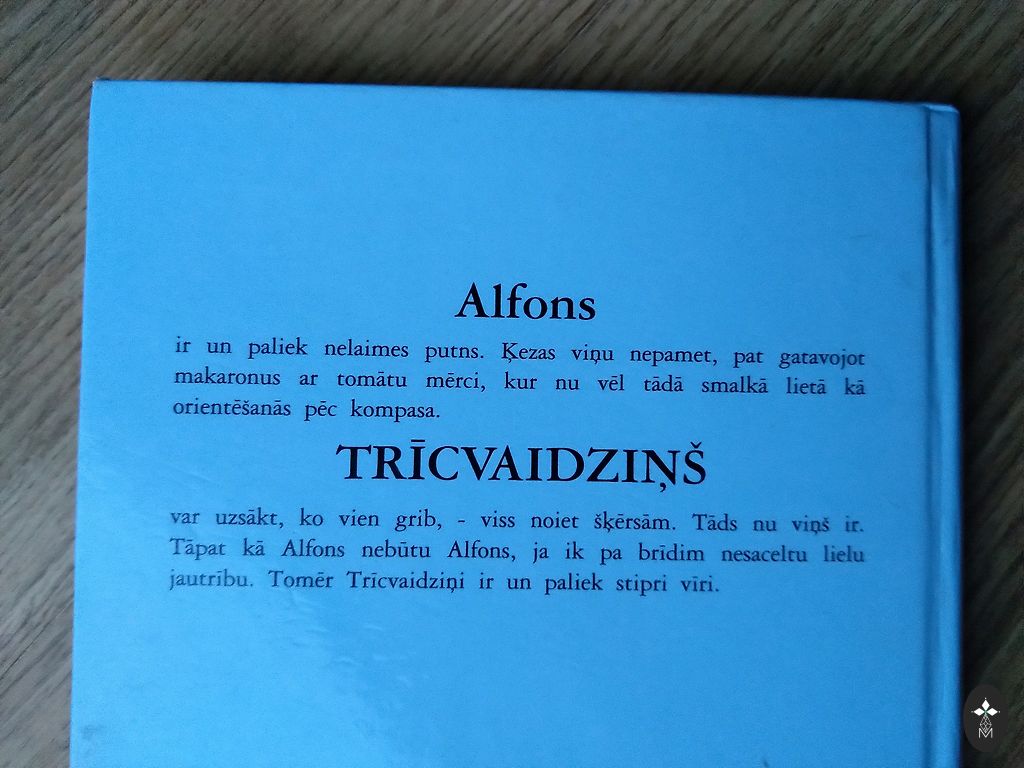 Alfons
ir un paliek nelaimes putns. Ķezas viņu nepamet, pat gatavojot
makaronus ar tomātu mērci, kur nu vēl tādā smalkā lietā kā
orientēšanās pēc kompasa.
TRĪCVAIDZIŅŠ
var uzsākt, ko vien grib, - viss noiet šķērsām. Tāds nu viņš ir.
Tāpat kā Alfons nebūtu Alfons, ja ik pa brīdim nesaceltu lielu
jautrību. Tomēr Trīcvaidziņi ir un paliek stipri vīri.
M